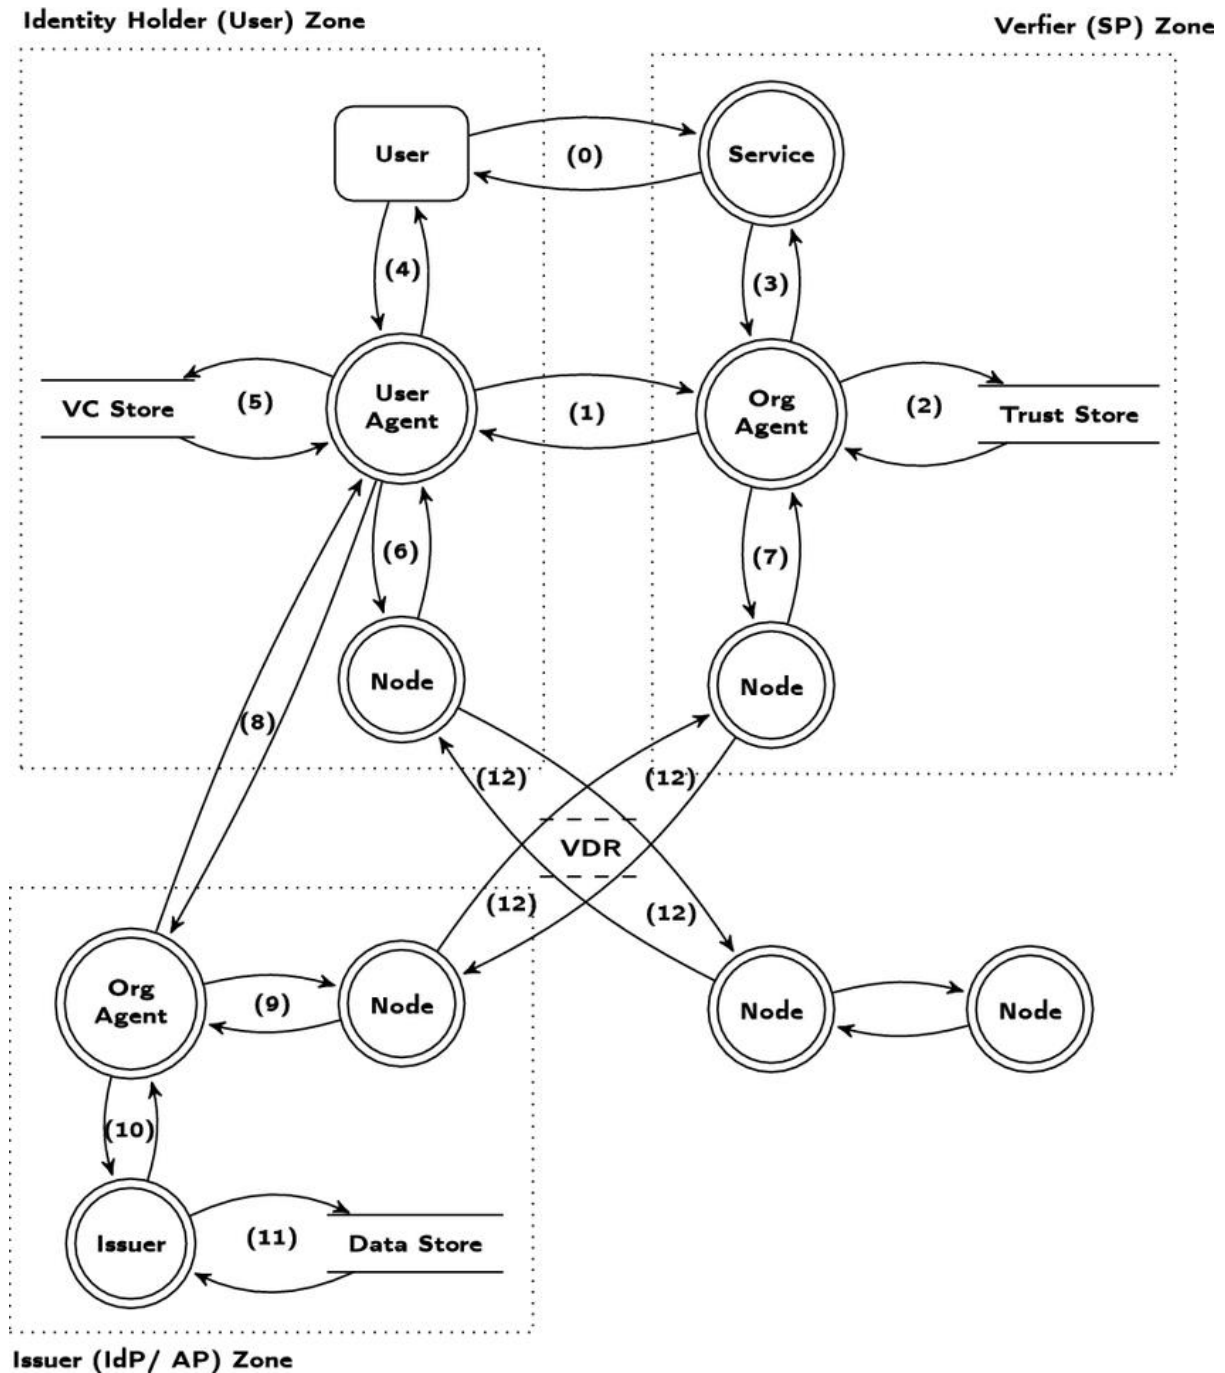 Identity Holder (User) Zone
Verfier (SP) Zone
User
(0)
Service
(4)
(3)
VC Store
(5)
User
Agent
(1)
Org
Agent
(2)
Trust Store
(6)
(7)
Node
Node
(8)
(12)
(12)
VDR
(12)
(12)
Org
Agent
(9)
Node
Node
Node
(10)
Issuer
(11)
Data Store
Issuer (IdP/ AP) Zone